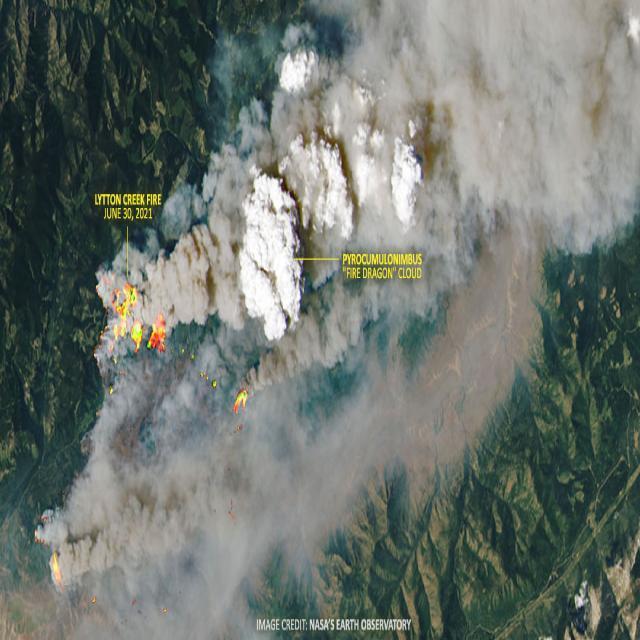 LYTTON CREEK FIRE
JUNE 30, 2021
PYROCUMULONIMBUS
"FIRE DRAGON" CLOUD
IMAGE CREDIT: NASA'S EARTH OBSERVATORY